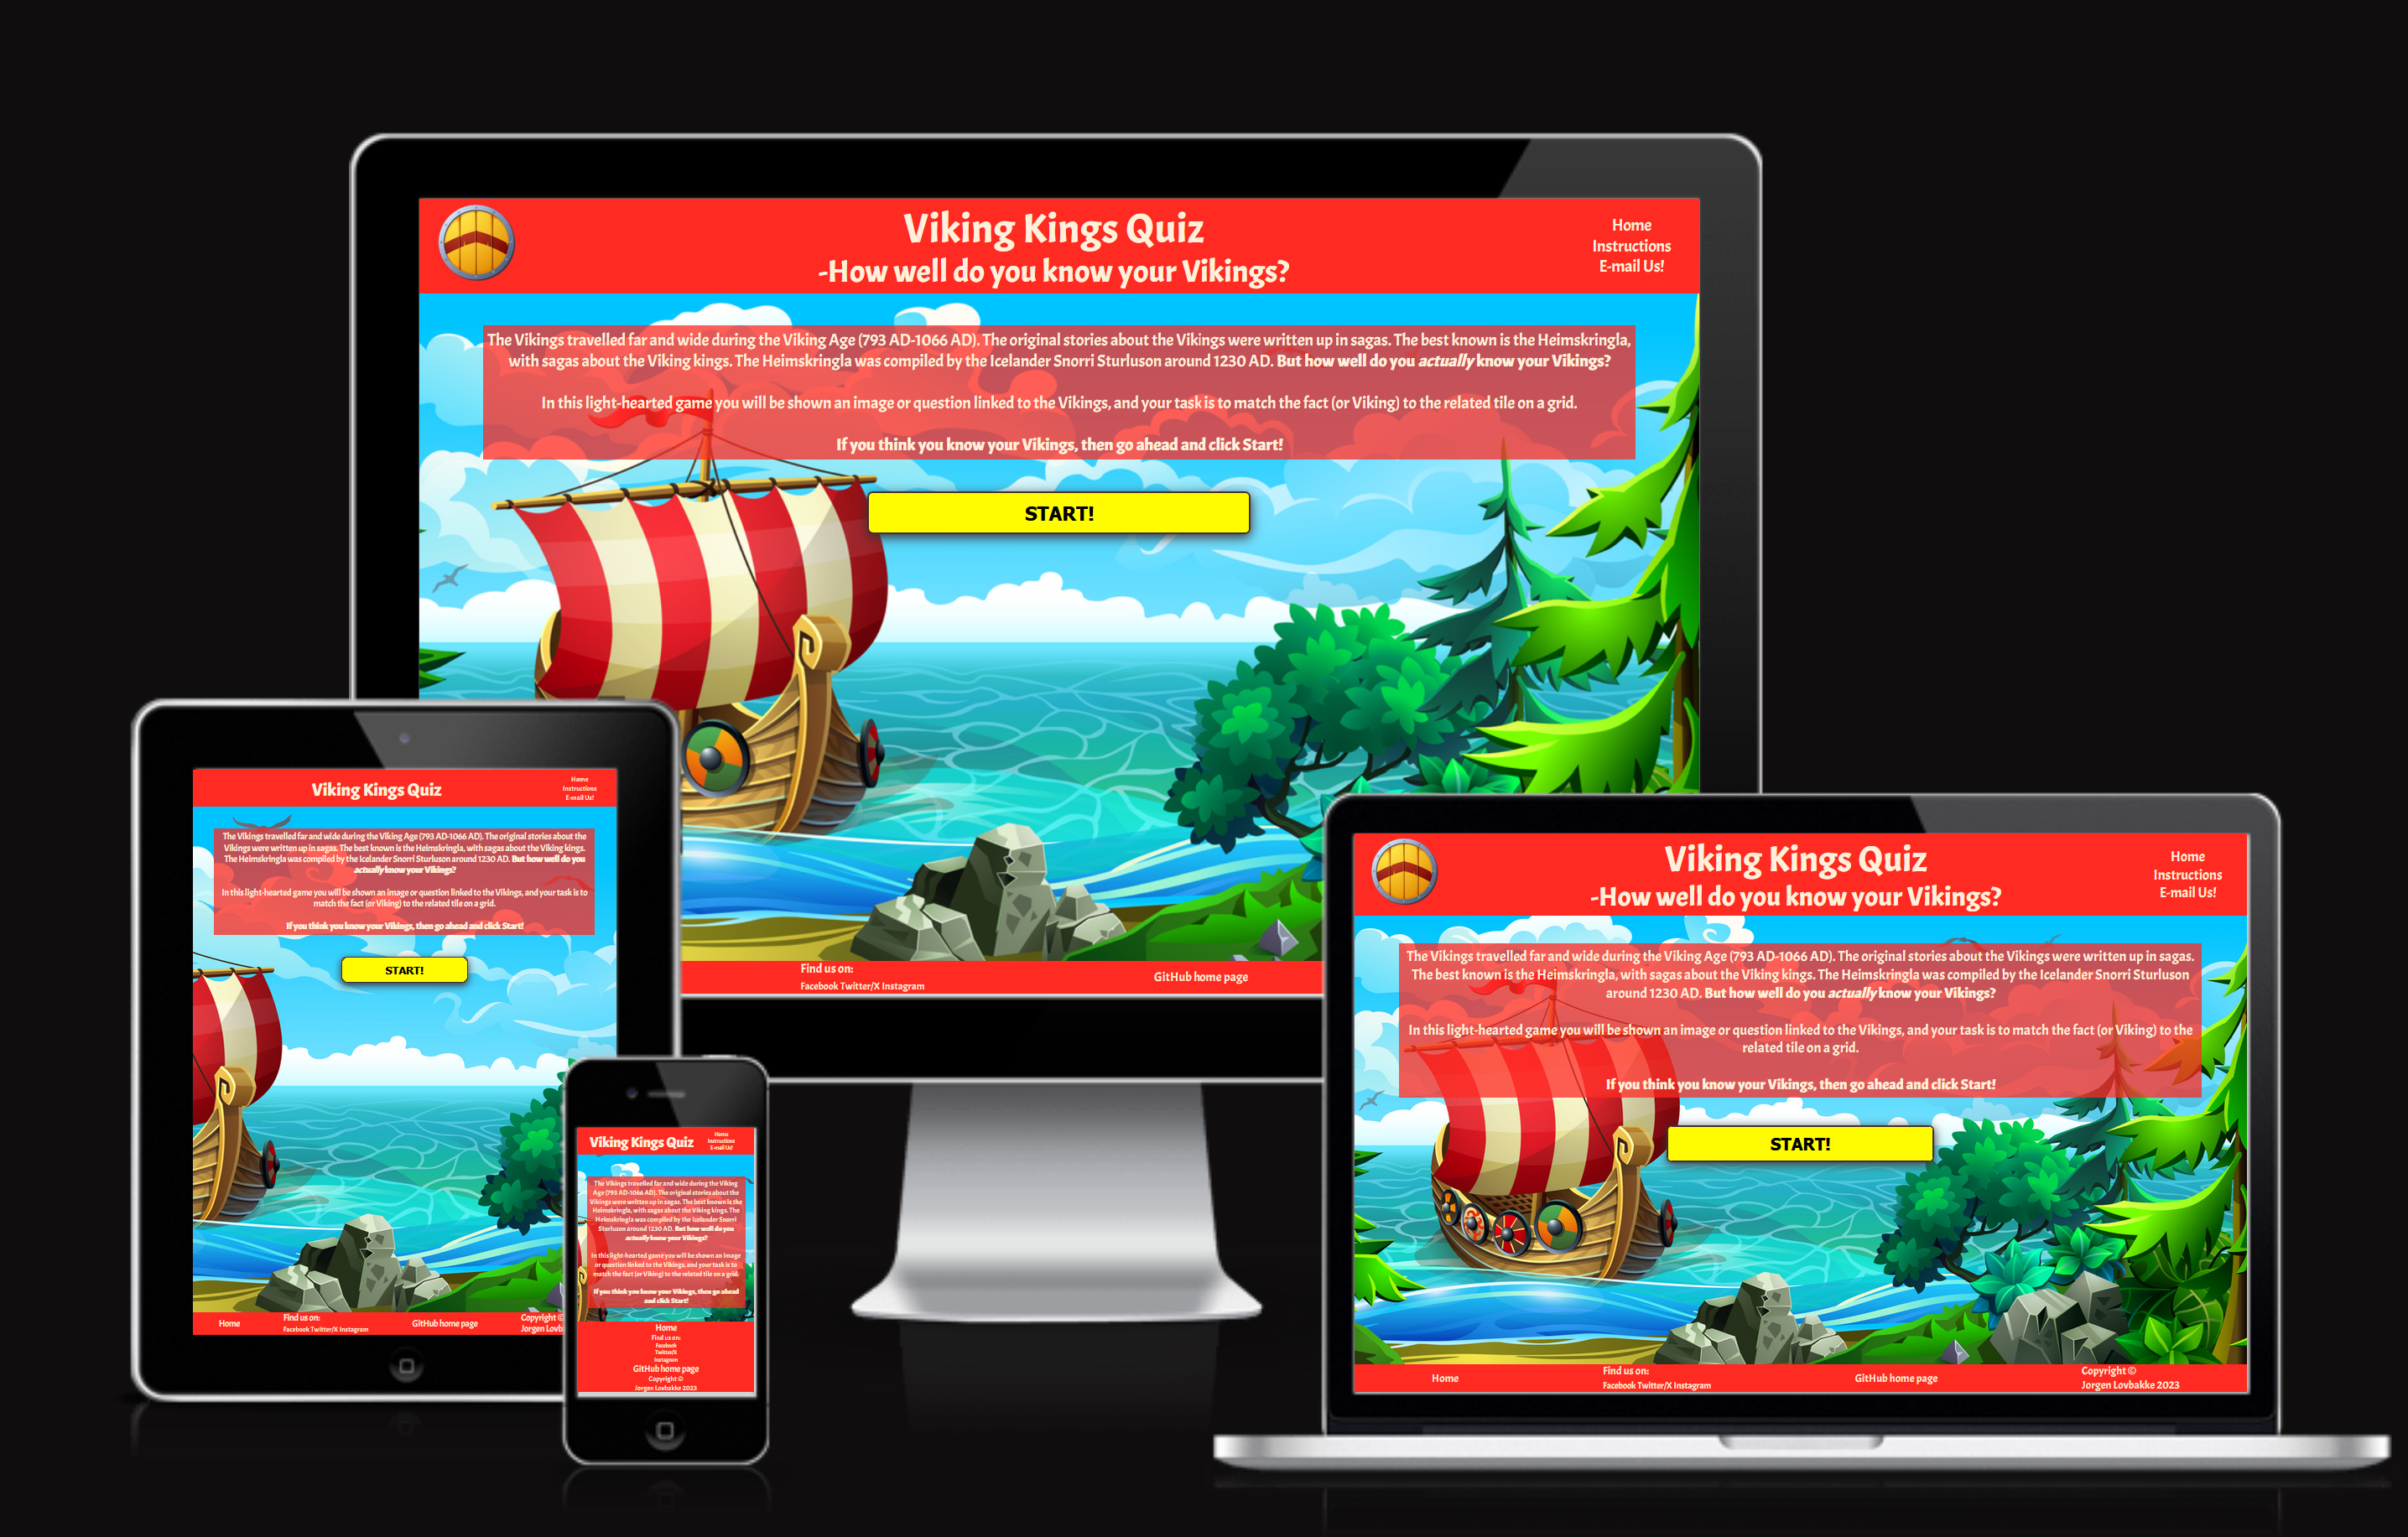 Viking Kings Quiz
-How well do you know your Vikings?
Home
Instructions
E-mail Us!
The Vikings travelled far and wide during the Viking Age (793 AD-1066 AD). The original stories about the Vikings were written up in sagas. The best known is the Heimskringla,
with sagas about the Viking kings. The Heimskringla was compiled by the Icelander Snorri Sturluson around 1230 AD. But how well do you actually know your Vikings?
In this light-hearted game you will be shown an image or question linked to the Vikings, and your task is to match the fact (or Viking) to the related tile on a grid.
If you think you know your Vikings, then go ahead and click Start!
START!
Find us on:
Facebook Twitter/X Instagram
GitHub home page
Viking Kings Quiz
Home
Instructions
E-mail Us!
The Vikings travelled far and wide during the Viking Age (793 AD-1066 AD). The original stories about the
Vikings were written up in sagas. The best known is the Heimskringla, with sagas about the Viking kings.
The Heimskringla was compiled by the Icelander Snorri Sturluson around 1230 AD. But how well do you
actually know your Vikings?
In this light-hearted game you will be shown an image or question linked to the Vikings, and your task is to
match the fact (or Viking) to the related tile on a grid.
If you think you know your Vikings, then go ahead and click Start!
START!
Home
Find us on:
Facebook Twitter/X Instagram
GitHub home page
Copyright ©
Jorgen Lovb
Viking Kings Quiz
Home
Instructions
E-mail Us!
The Vikings travelled far and wide during the Viking
Age (793 AD-1066 AD). The original stories about the
Vikings were written up in sagas. The best known is the
Heimskringla, with sagas about the Viking kings. The
Heimskringla was compiled by the Icelander Snorri
Sturluson around 1230 AD. But how well do you
actually know your Vikings?
In this light-hearted game you will be shown an image
or question linked to the Vikings, and your task is to
match the fact (or Viking) to the related tile on a grid.
If you think you know your Vikings, then go ahead
and click Start!
Home
Find us on:
Facebook
Twitter/X
Instagram
GitHub home page
Copyright ©
Jorgen Lovbakke 2023
Viking Kings Quiz
-How well do you know your Vikings?
Home
Instructions
E-mail Us!
The Vikings travelled far and wide during the Viking Age (793 AD-1066 AD). The original stories about the Vikings were written up in sagas.
The best known is the Heimskringla, with sagas about the Viking kings. The Heimskringla was compiled by the Icelander Snorri Sturluson
around 1230 AD. But how well do you actually know your Vikings?
In this light-hearted game you will be shown an image or question linked to the Vikings, and your task is to match the fact (or Viking) to the
related tile on a grid.
If you think you know your Vikings, then go ahead and click Start!
START!
Home
Find us on:
Facebook Twitter/X Instagram
GitHub home page
Copyright ©
Jorgen Lovbakke 2023